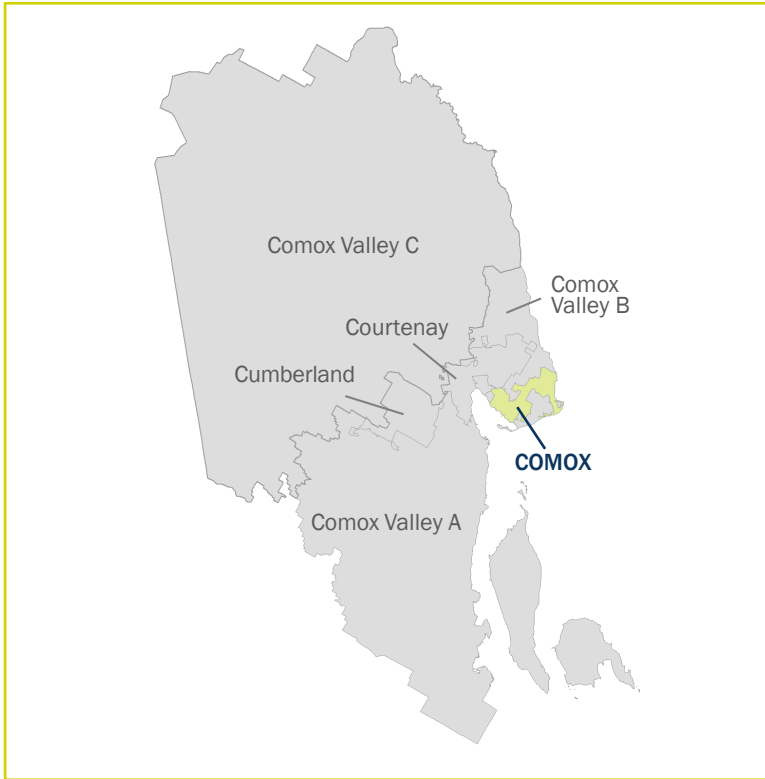 Comox Valley C
Comox
Valley B
Courtenay
Cumberland
COMOX
Comox Valley A